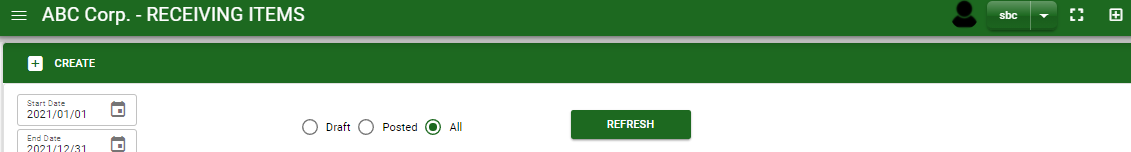 ABC Corp. - RECEIVING ITEMS
sbc
CREATE
Start Date
2021/01/01
End Date
2021/12/31
Draft
Posted
All
REFRESH